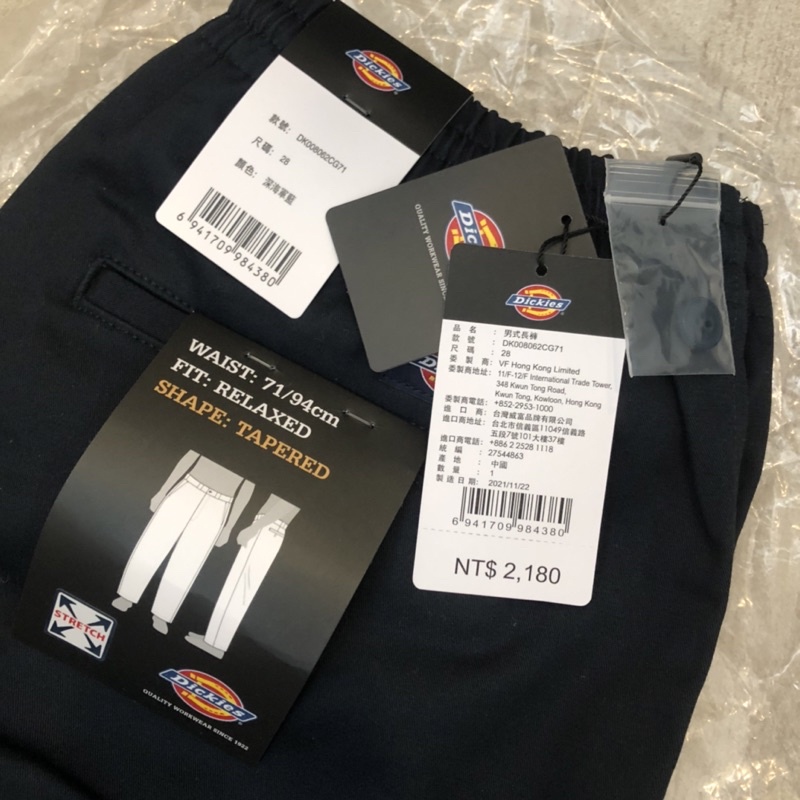 Dickies
款號: DK008062CG71
尺碼: 28
顏色: 深海軍藍
6 941709 984380
Dickies
QUALITY WORKWEAR SINCE
Dickies
品名: 男式長褲
款號: DK008062CG71
尺碼: 28
委製商: VF Hong Kong Limited
委製商地址: 11/F-12/F International Trade Tower,
348 Kwun Tong Road,
Kwun Tong, Kowloon, Hong Kong
委製商電話: +852-2953-1000
進口商: 台灣威富品牌有限公司
進口商地址: 台北市信義區11049信義路
五段7號101大樓37樓
進口商電話: +886 2 2528 1118
統編: 27544863
產地: 中國
數量: 1
製造日期: 2021/11/22
6 941709 984380
NT$ 2,180
WAIST: 71/94cm
FIT: RELAXED
SHAPE: TAPERED
STRETCH
Dickies
QUALITY WORKWEAR SINCE 1922